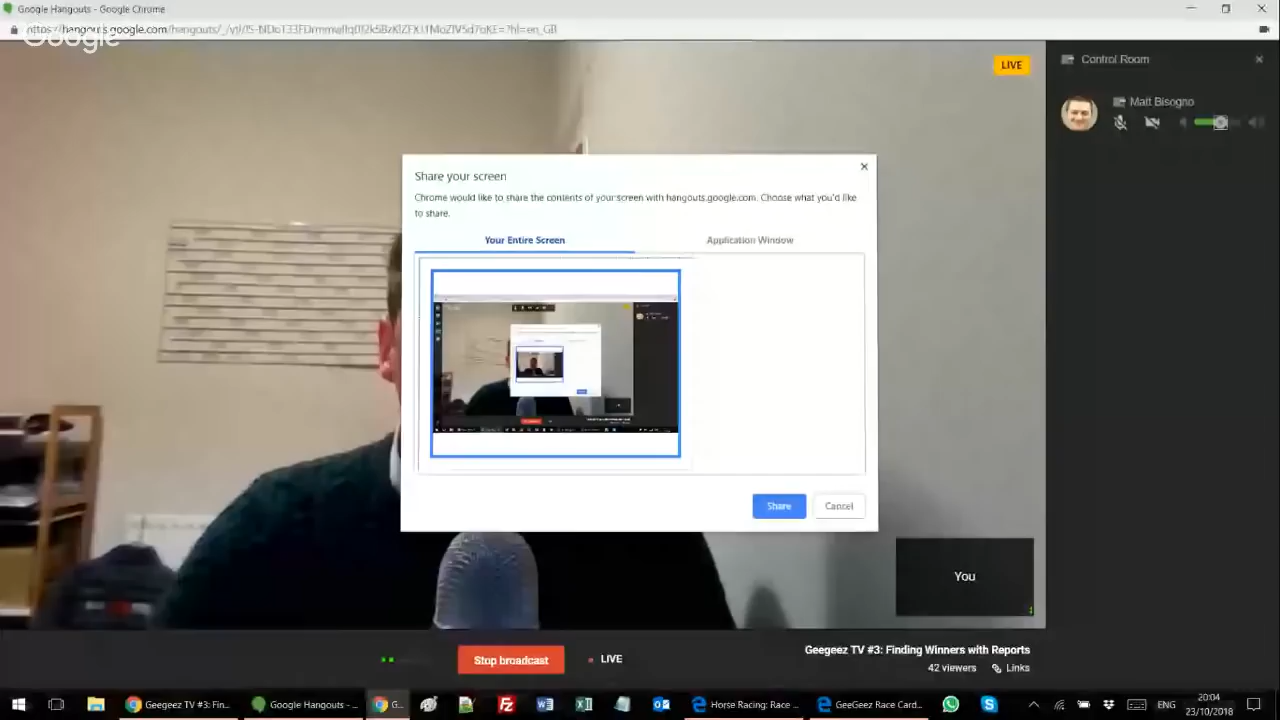 Google Hangouts - Google Chrome
Google
LIVE
Control Room
Matt Bisogno
Share your screen
Chrome would like to share the contents of your screen with hangouts.google.com. Choose what you'd like
to share.
Your Entire Screen
Application Window
Share
Cancel
You
Stop broadcast
LIVE
Geegeez TV #3: Finding Winners with Reports
42 viewers
Links
Geegeez TV #3: Fin...
Google Hangouts - ...
G...
Horse Racing: Race ...
GeeGeez Race Card...
20:04
23/10/2018